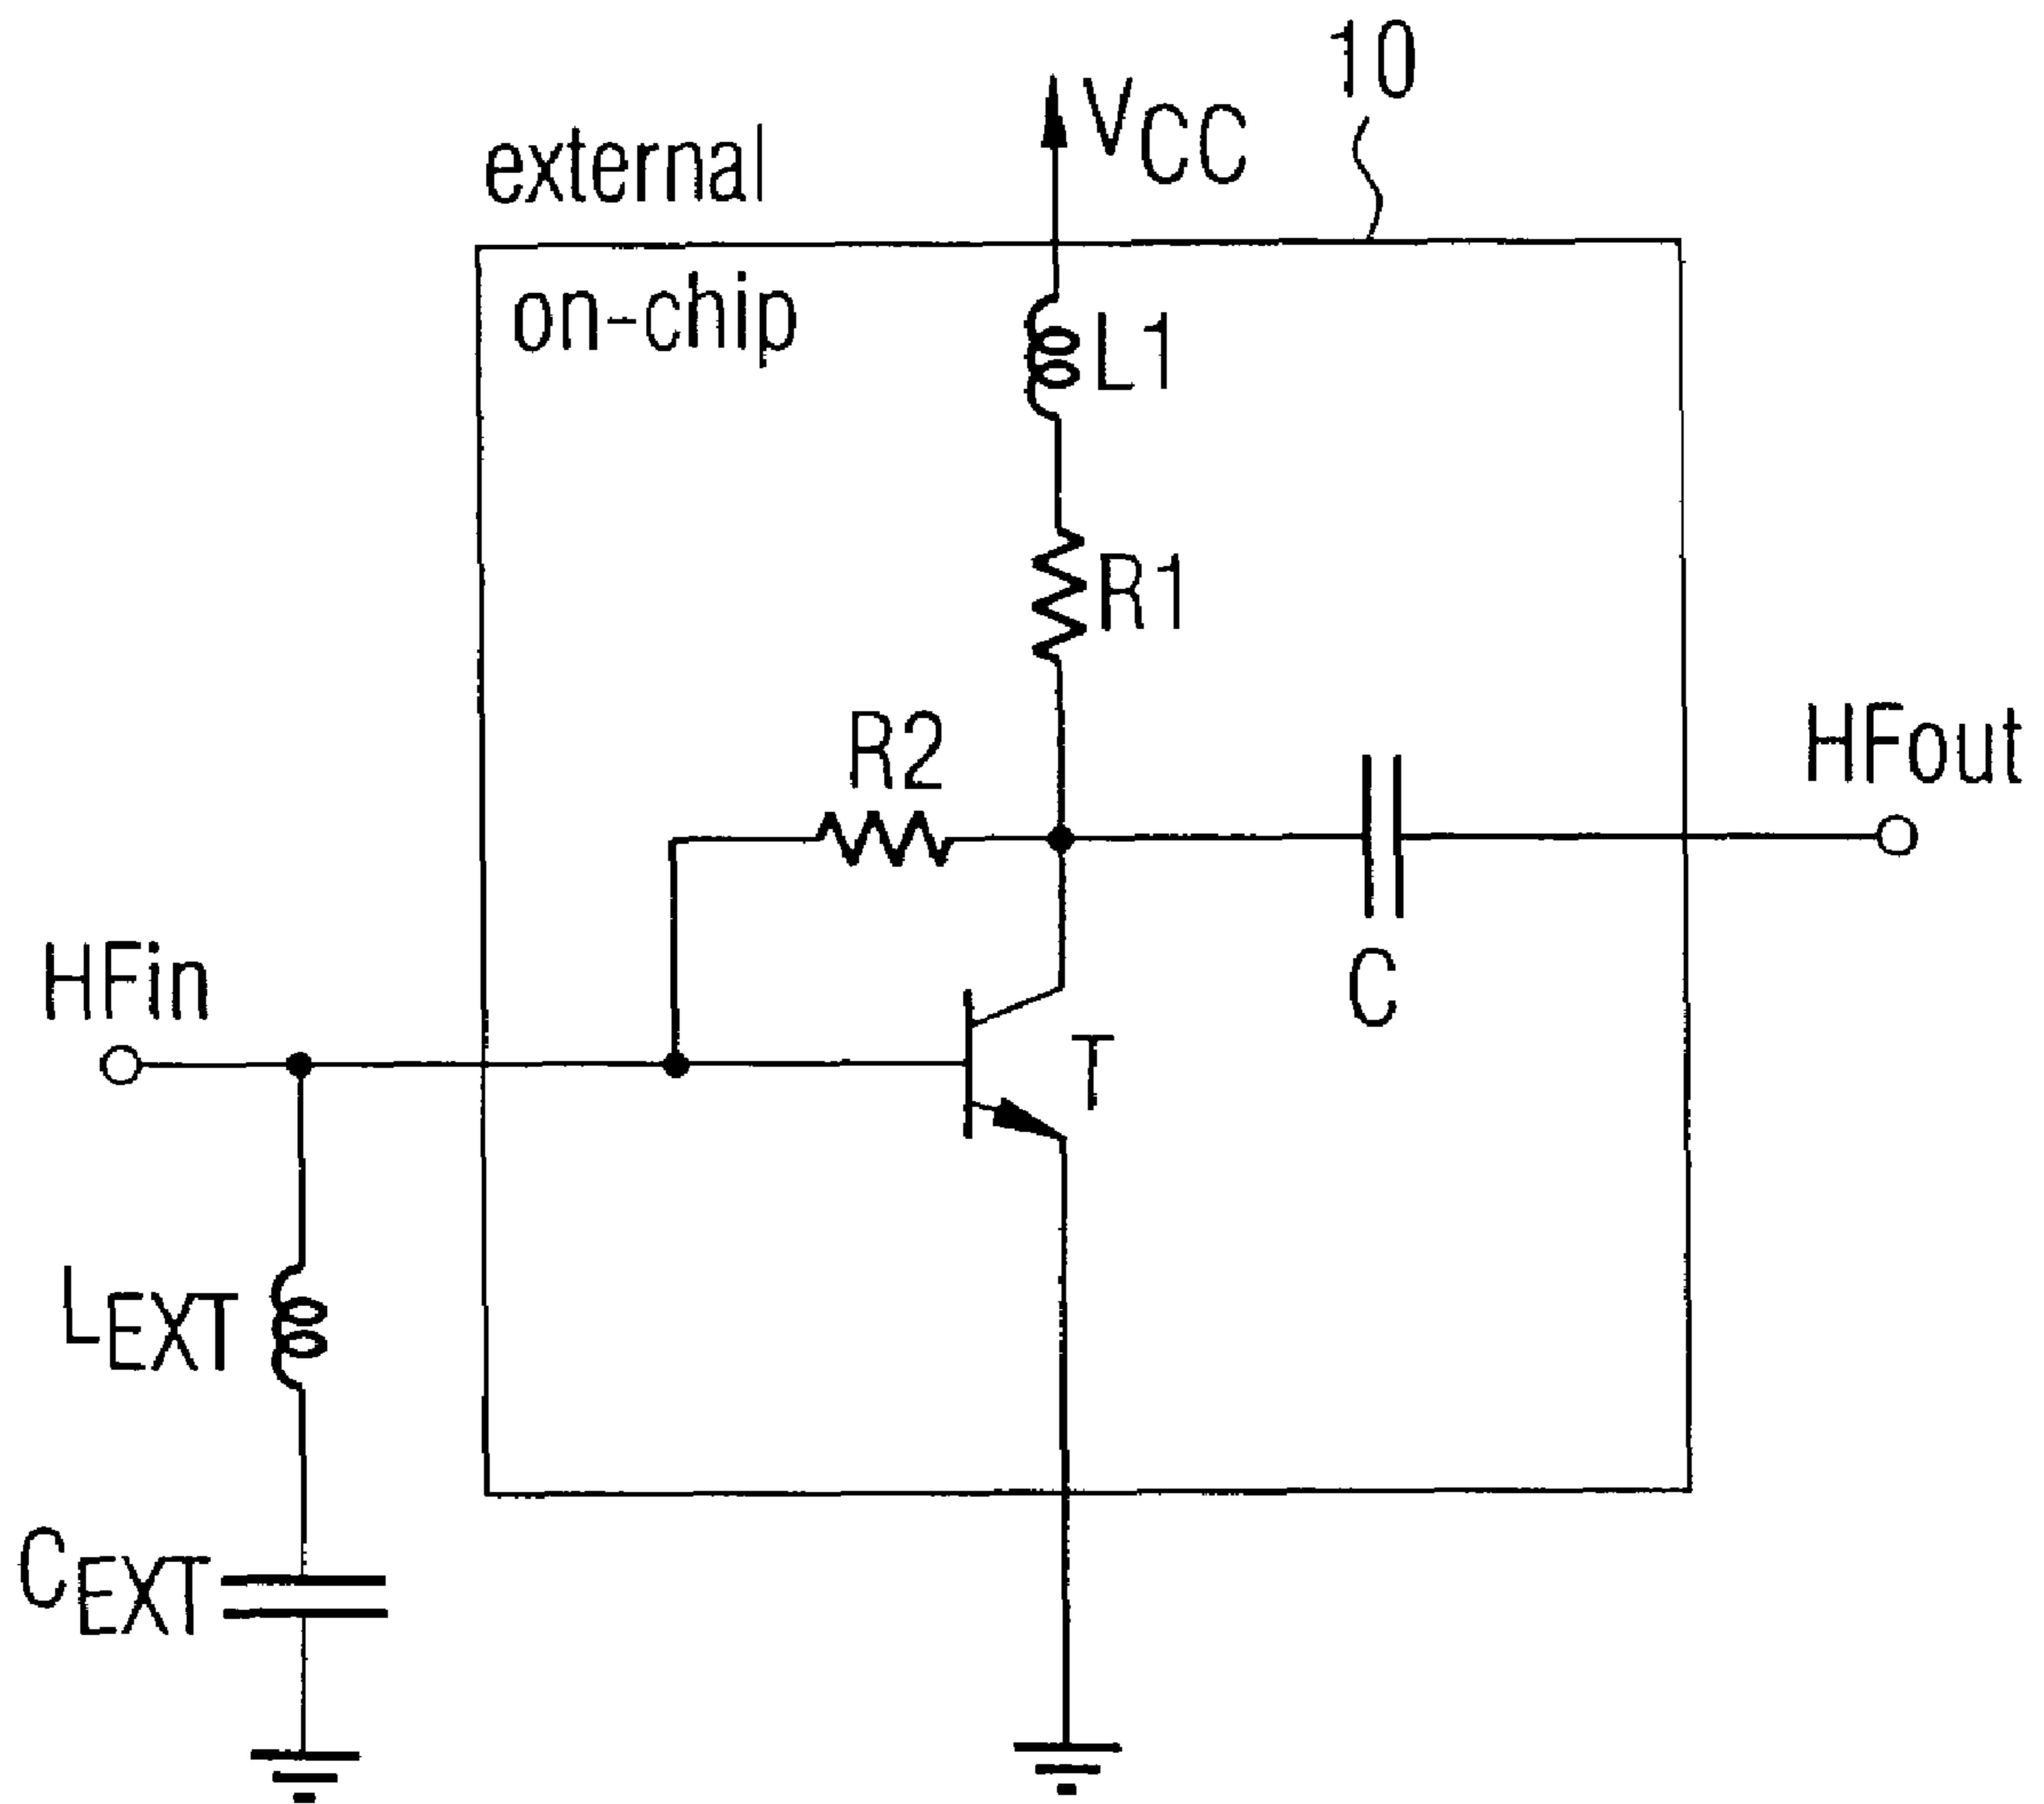 10
VCC
external
on-chip
L1
R1
R2
HFout
HFin
C
T
LEXT
CEXT